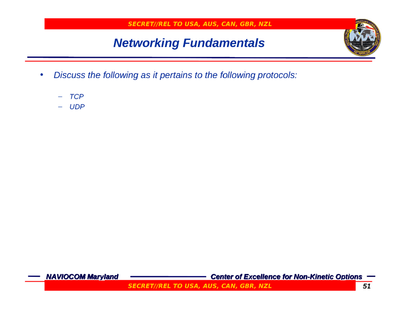 SECRET//REL TO USA, AUS, CAN, GBR, NZL
Networking Fundamentals
• Discuss the following as it pertains to the following protocols:
– TCP
– UDP
NAVIOCOM Maryland
Center of Excellence for Non-Kinetic Options
SECRET//REL TO USA, AUS, CAN, GBR, NZL
51